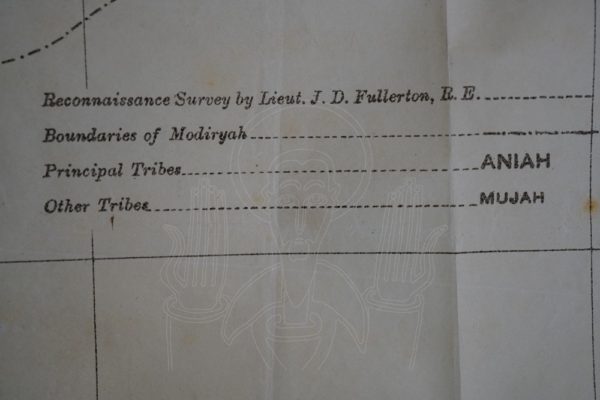 Reconnaissance Survey by Lieut. J. D. Fullerton, R. E.
Boundaries of Modiryah
Principal Tribes ANIAH
Other Tribes MUJAH